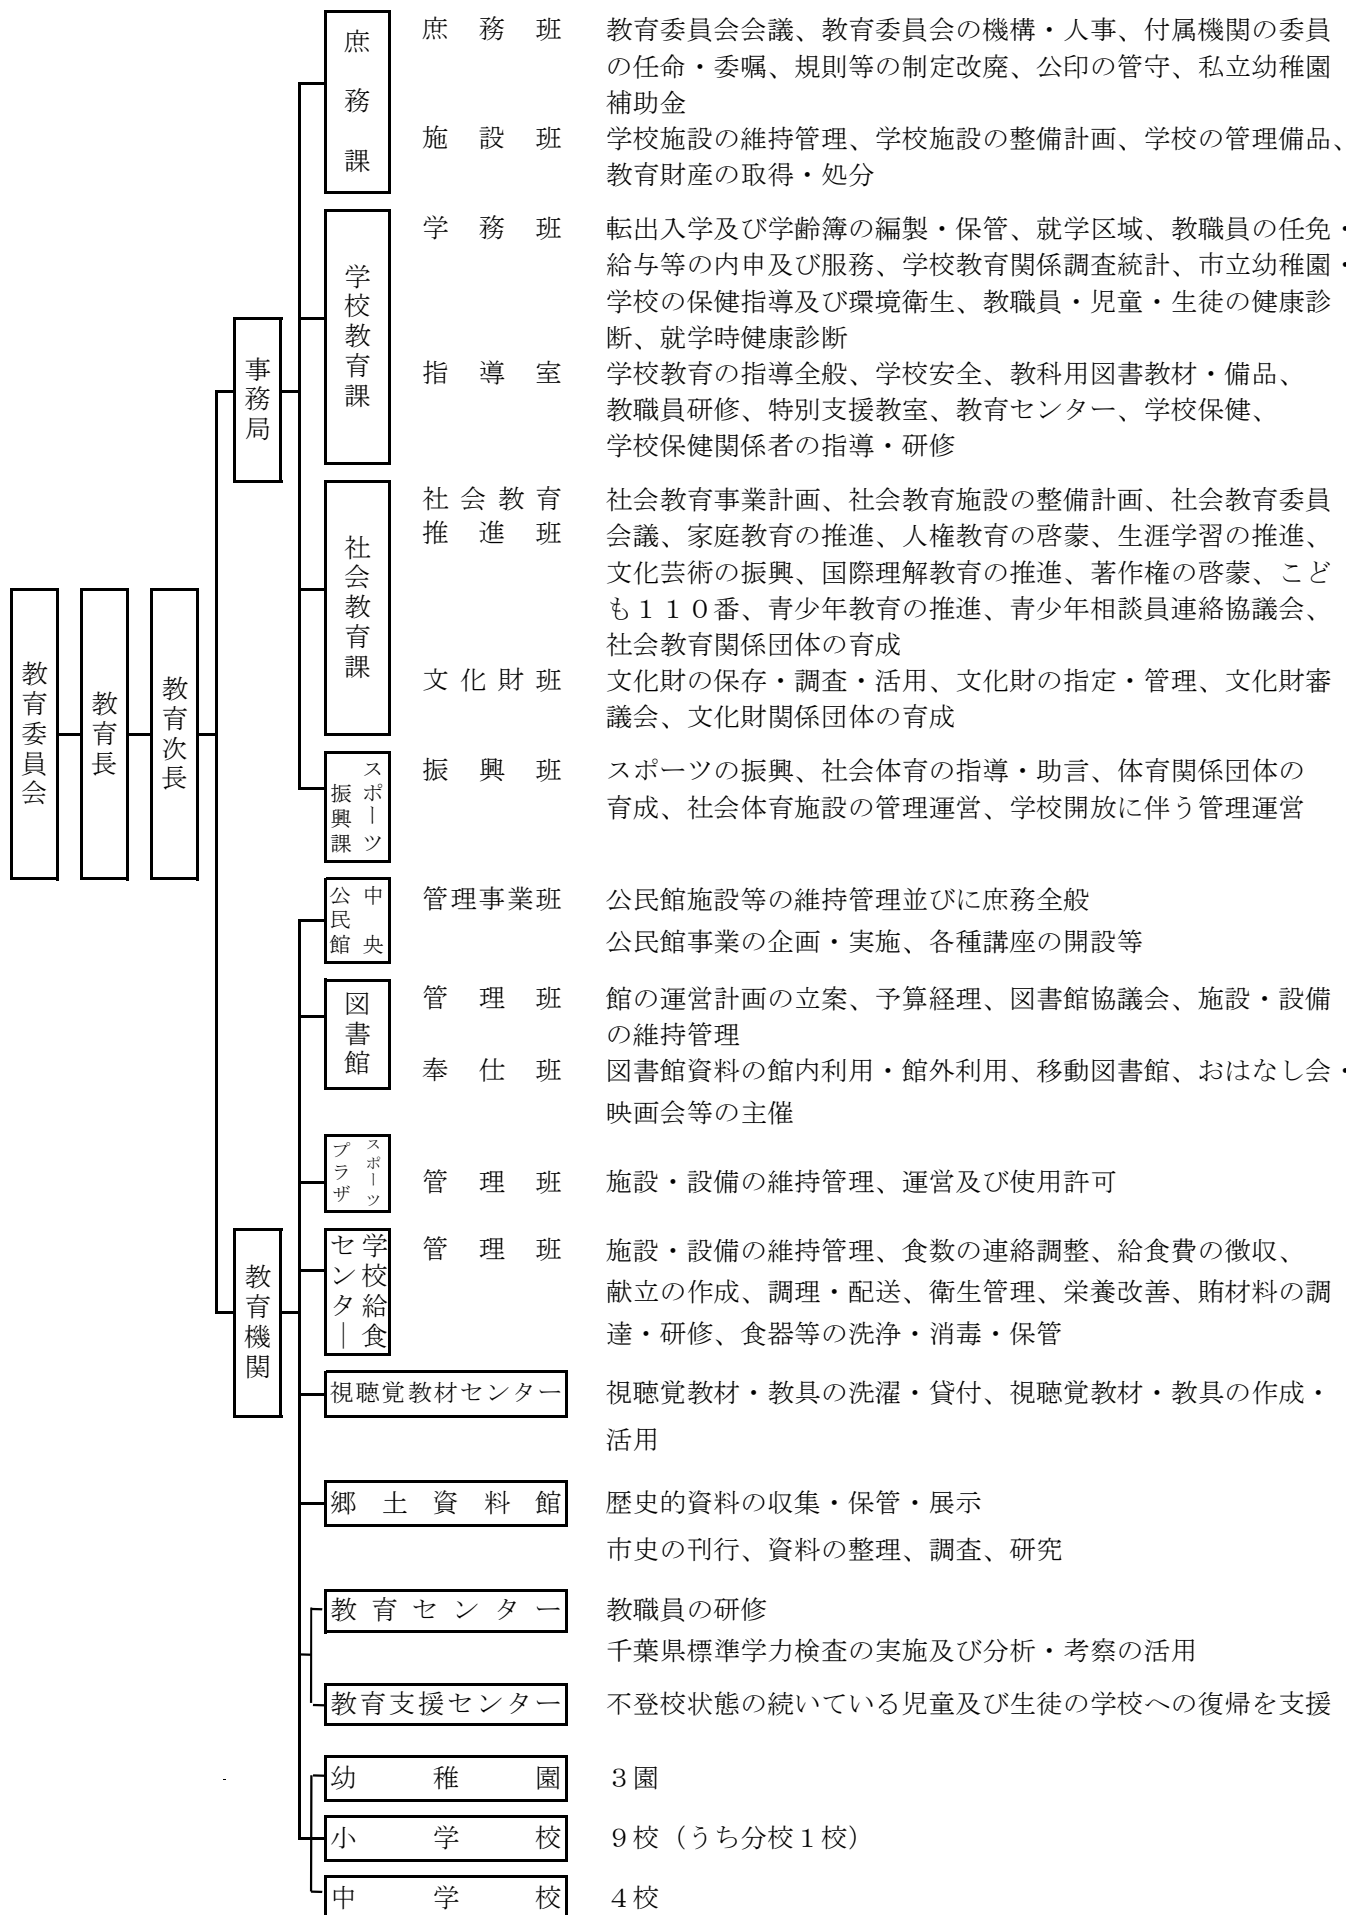 教育委員会
教育長
教育次長
事務局
庶務課
庶務班 教育委員会会議、教育委員会の機構・人事、付属機関の委員
の任命・委嘱、規則等の制定改廃、公印の管守、私立幼稚園
補助金
施設班 学校施設の維持管理、学校施設の整備計画、学校の管理備品、
教育財産の取得・処分
学校教育課
学務班 転出入学及び学齢簿の編製・保管、就学区域、教職員の任免・
給与等の内申及び服務、学校教育関係調査統計、市立幼稚園・
学校の保健指導及び環境衛生、教職員・児童・生徒の健康診
断、就学時健康診断
指導室 学校教育の指導全般、学校安全、教科用図書教材・備品、
教職員研修、特別支援教室、教育センター、学校保健、
学校保健関係者の指導・研修
社会教育課
社会教育 社会教育事業計画、社会教育施設の整備計画、社会教育委員
推進班 会議、家庭教育の推進、人権教育の啓蒙、生涯学習の推進、
文化芸術の振興、国際理解教育の推進、著作権の啓蒙、こど
も110番、青少年教育の推進、青少年相談員連絡協議会、
社会教育関係団体の育成
文化財班 文化財の保存・調査・活用、文化財の指定・管理、文化財審
議会、文化財関係団体の育成
スポーツ
振興課
振興班 スポーツの振興、社会体育の指導・助言、体育関係団体の
育成、社会体育施設の管理運営、学校開放に伴う管理運営
教育機関
中央
公民館
管理事業班 公民館施設等の維持管理並びに庶務全般
公民館事業の企画・実施、各種講座の開設等
図書館
管理班 館の運営計画の立案、予算経理、図書館協議会、施設・設備
の維持管理
奉仕班 図書館資料の館内利用・館外利用、移動図書館、おはなし会・
映画会等の主催
スポーツ
プラザ
管理班 施設・設備の維持管理、運営及び使用許可
学校給食
センター
管理班 施設・設備の維持管理、食数の連絡調整、給食費の徴収、
献立の作成、調理・配送、衛生管理、栄養改善、賄材料の調
達・研修、食器等の洗浄・消毒・保管
視聴覚教材センター 視聴覚教材・教具の洗濯・貸付、視聴覚教材・教具の作成・
活用
郷土資料館 歴史的資料の収集・保管・展示
市史の刊行、資料の整理、調査、研究
教育センター 教職員の研修
千葉県標準学力検査の実施及び分析・考察の活用
教育支援センター 不登校状態の続いている児童及び生徒の学校への復帰を支援
幼稚園 3園
小学校 9校(うち分校1校)
中学校 4校